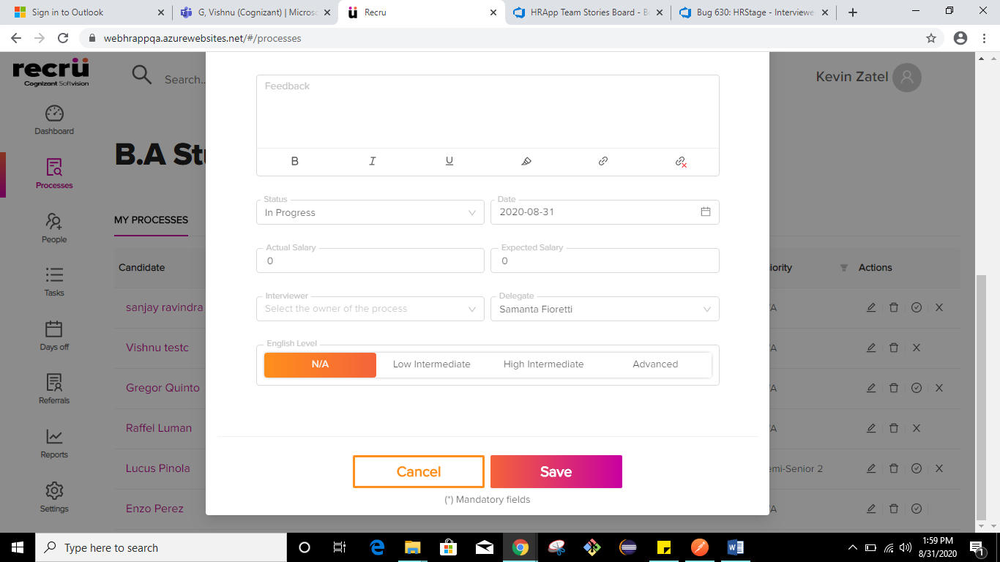 Sign in to Outlook
G, Vishnu (Cognizant) | Microso
Recru
HRApp Team Stories Board - B
Bug 630: HRStage - Interviewe
webhrappqa.azurewebsites.net/#/processes
recrü
Cognizant Softvision
Search..
Kevin Zatel
Dashboard
Processes
People
Tasks
Days off
Referrals
Reports
Settings
B.A St
MY PROCESSES
Candidate
iority
Actions
sanjay ravindra
/A
Vishnu testc
/A
Gregor Quinto
/A
Raffel Luman
/A
Lucus Pinola
emi-Senior 2
Enzo Perez
/A
Feedback
B I U
Status
In Progress
Date
2020-08-31
Actual Salary
0
Expected Salary
0
Interviewer
Select the owner of the process
Delegate
Samanta Fioretti
English Level
N/A Low Intermediate High Intermediate Advanced
Cancel Save
(*) Mandatory fields
Type here to search
1:59 PM
8/31/2020
1